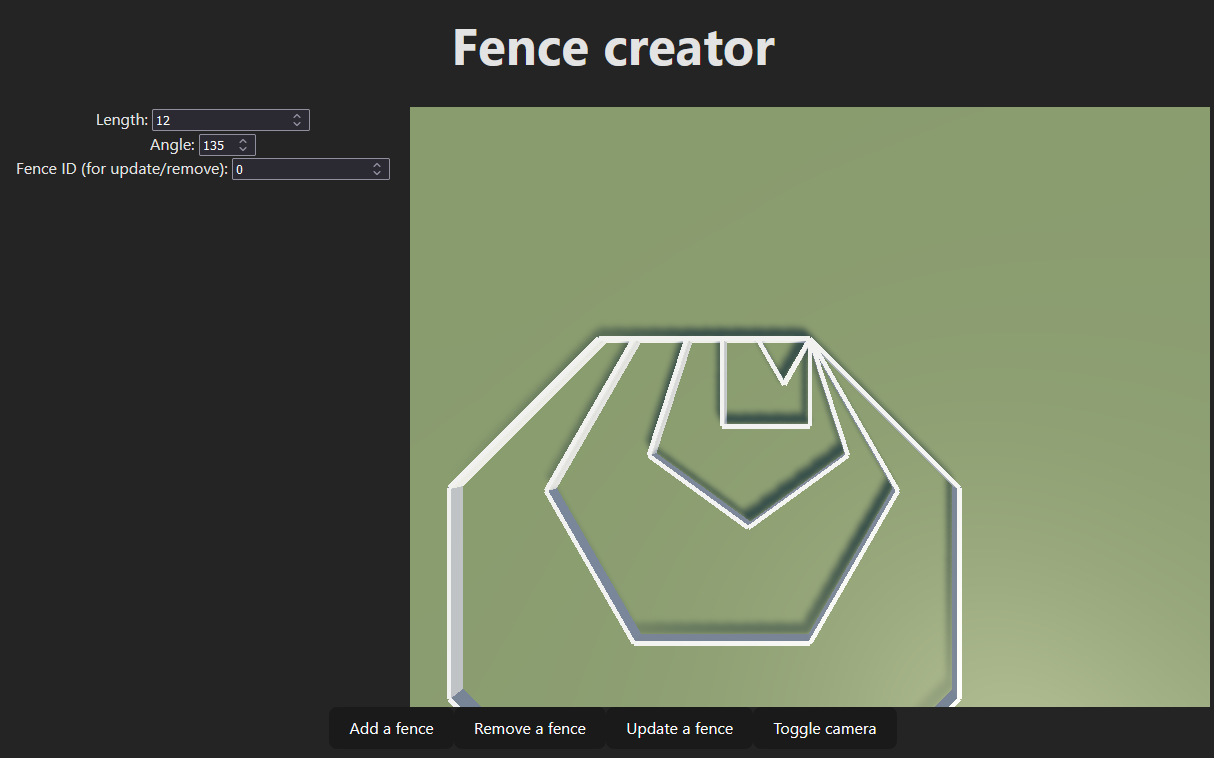 Fence creator
Length: 12
Angle: 135
Fence ID (for update/remove): 0
Add a fence Remove a fence Update a fence Toggle camera